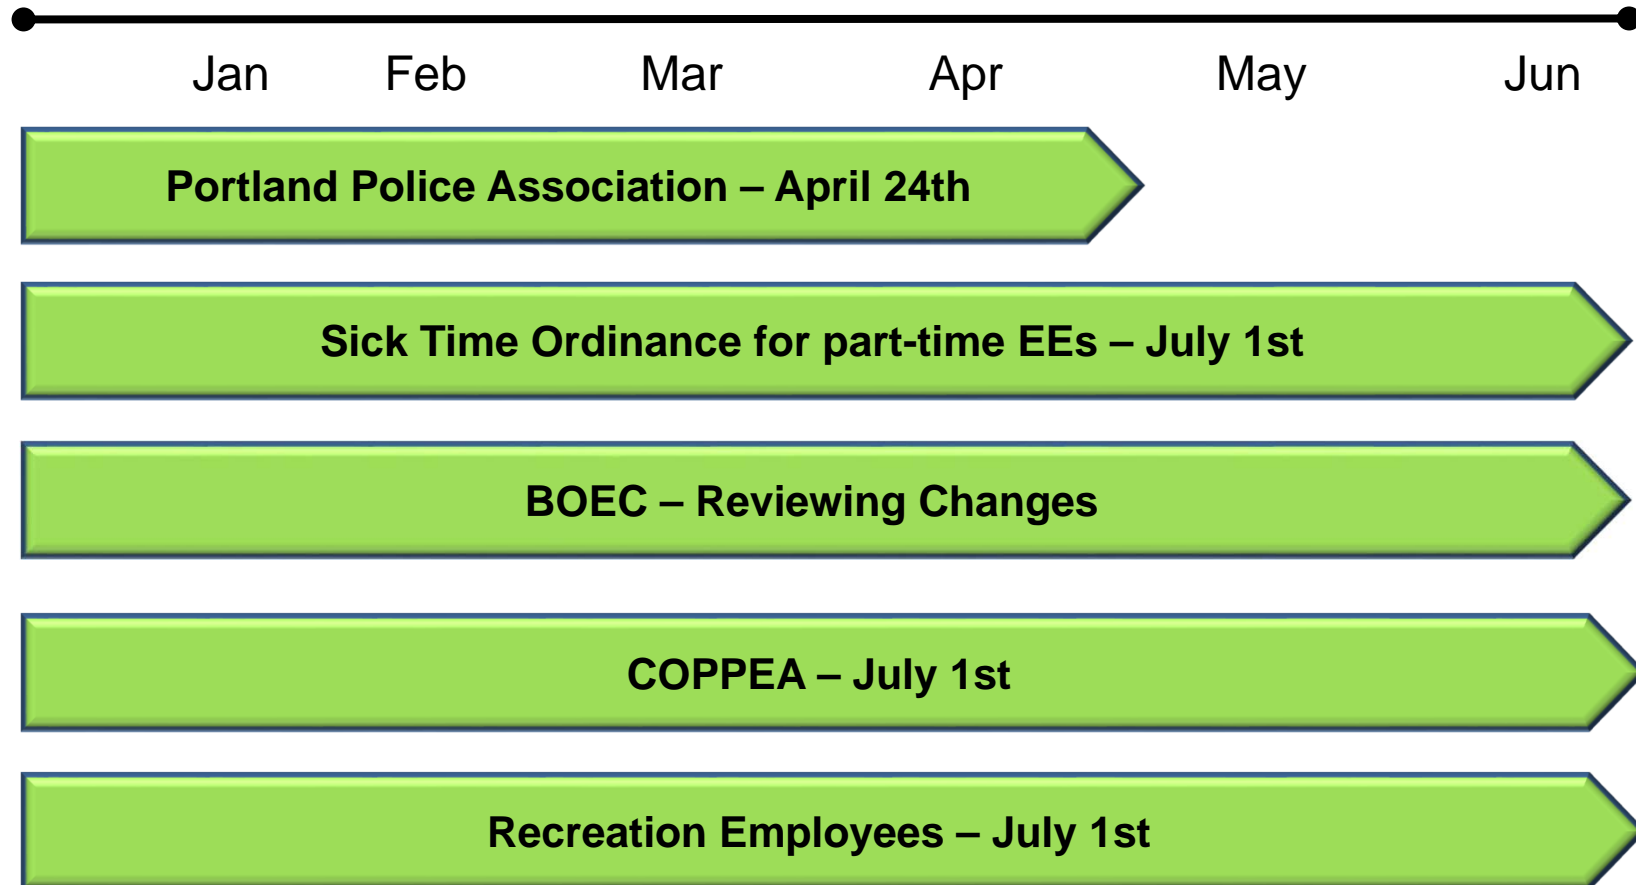 Jan Feb Mar Apr May Jun
Portland Police Association – April 24th
Sick Time Ordinance for part-time EEs – July 1st
BOEC – Reviewing Changes
COPPEA – July 1st
Recreation Employees – July 1st